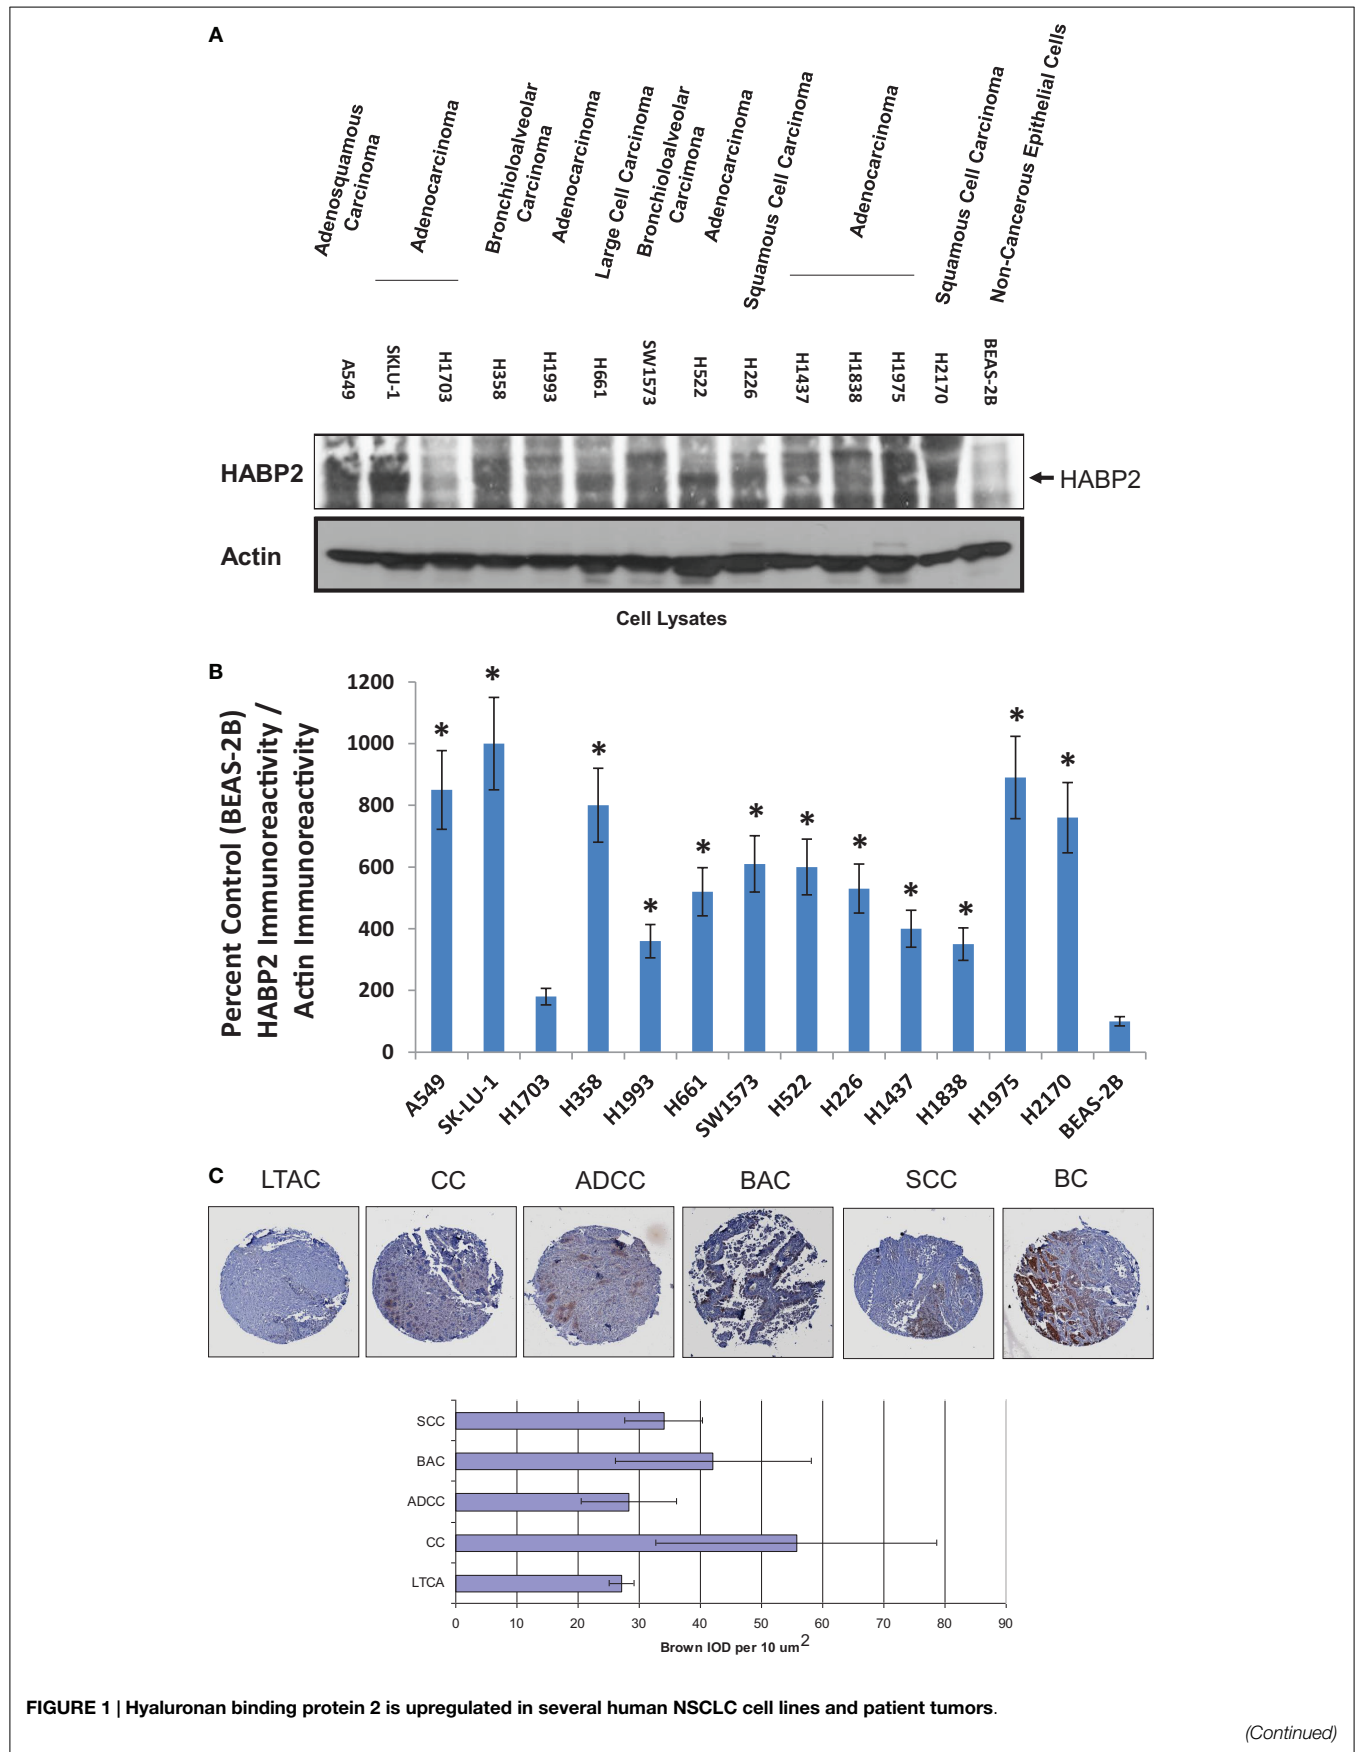 A
Adenosquamous
Carcinoma
Adenocarcinoma
Bronchioloalveolar
Carcinoma
Adenocarcinoma
Large Cell Carcinoma
Bronchioloalveolar
Carcinmona
Adenocarcinoma
Squamous Cell Carcinoma
Adenocarcinoma
Squamous Cell Carcinoma
Non-Cancerous Epithelial Cells
A549
SKLU-1
H1703
H358
H1993
H661
SW1573
H522
H226
H1437
H1838
H1975
H2170
BEAS-2B
HABP2
HABP2
Actin
Cell Lysates
B
Percent Control (BEAS-2B)
HABP2 Immunoreactivity /
Actin Immunoreactivity
1200
1000
800
600
400
200
0
* * * * * * * * * * * *
A549
SK-LU-1
H1703
H358
H1993
H661
SW1573
H522
H226
H1437
H1838
H1975
H2170
BEAS-2B
C
LTAC CC ADCC BAC SCC BC
SCC
BAC
ADCC
CC
LTCA
0 10 20 30 40 50 60 70 80 90
Brown IOD per 10 um2
FIGURE 1 | Hyaluronan binding protein 2 is upregulated in several human NSCLC cell lines and patient tumors.
(Continued)